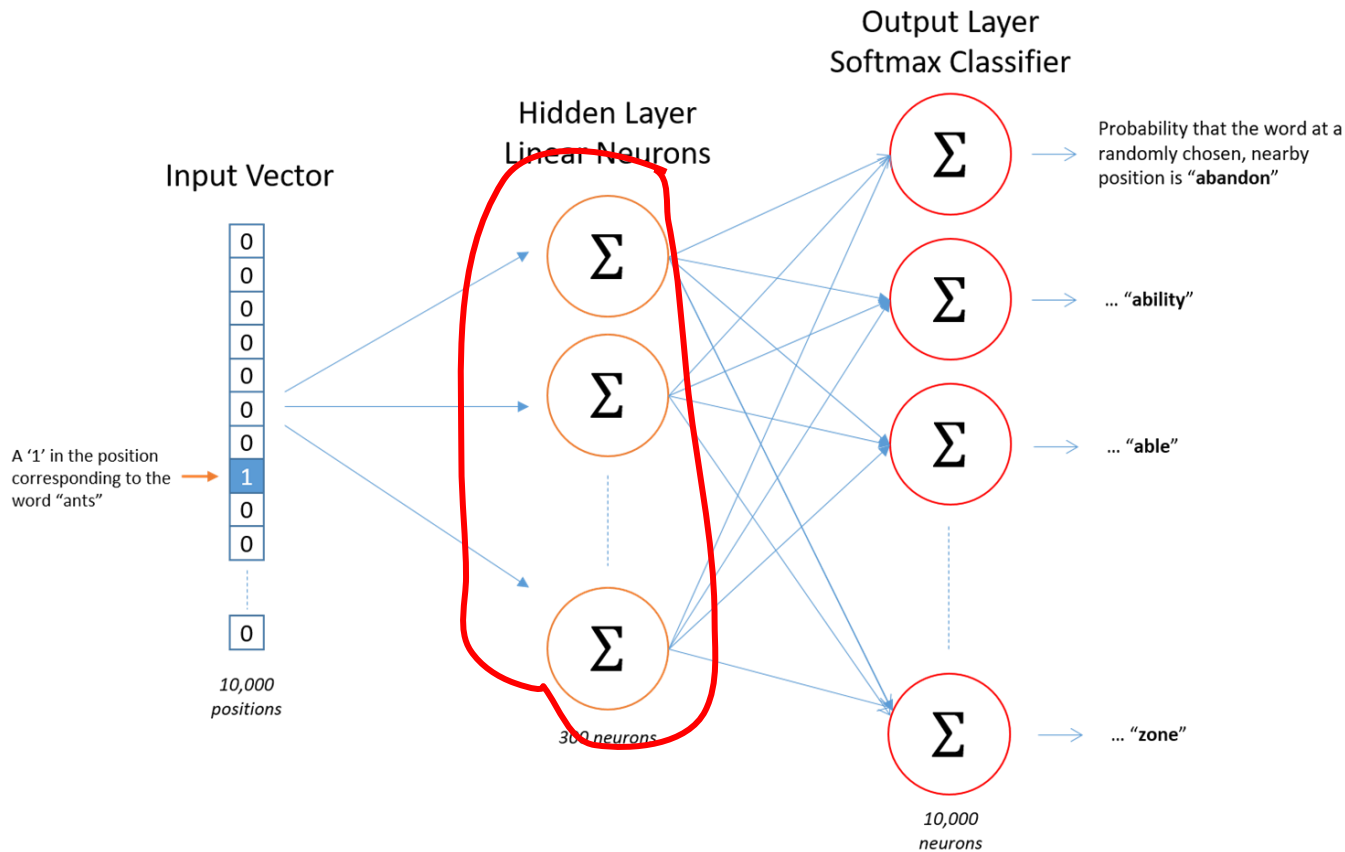 Output Layer
Softmax Classifier
Hidden Layer
Linear Neurons
Input Vector
0
0
0
0
0
0
0
1
0
0
0
A ‘1’ in the position
corresponding to the
word “ants”
10,000
positions
Σ
Σ
Σ
300 neurons
Σ
Σ
Σ
Σ
10,000
neurons
Probability that the word at a
randomly chosen, nearby
position is “abandon”
... “ability”
... “able”
... “zone”